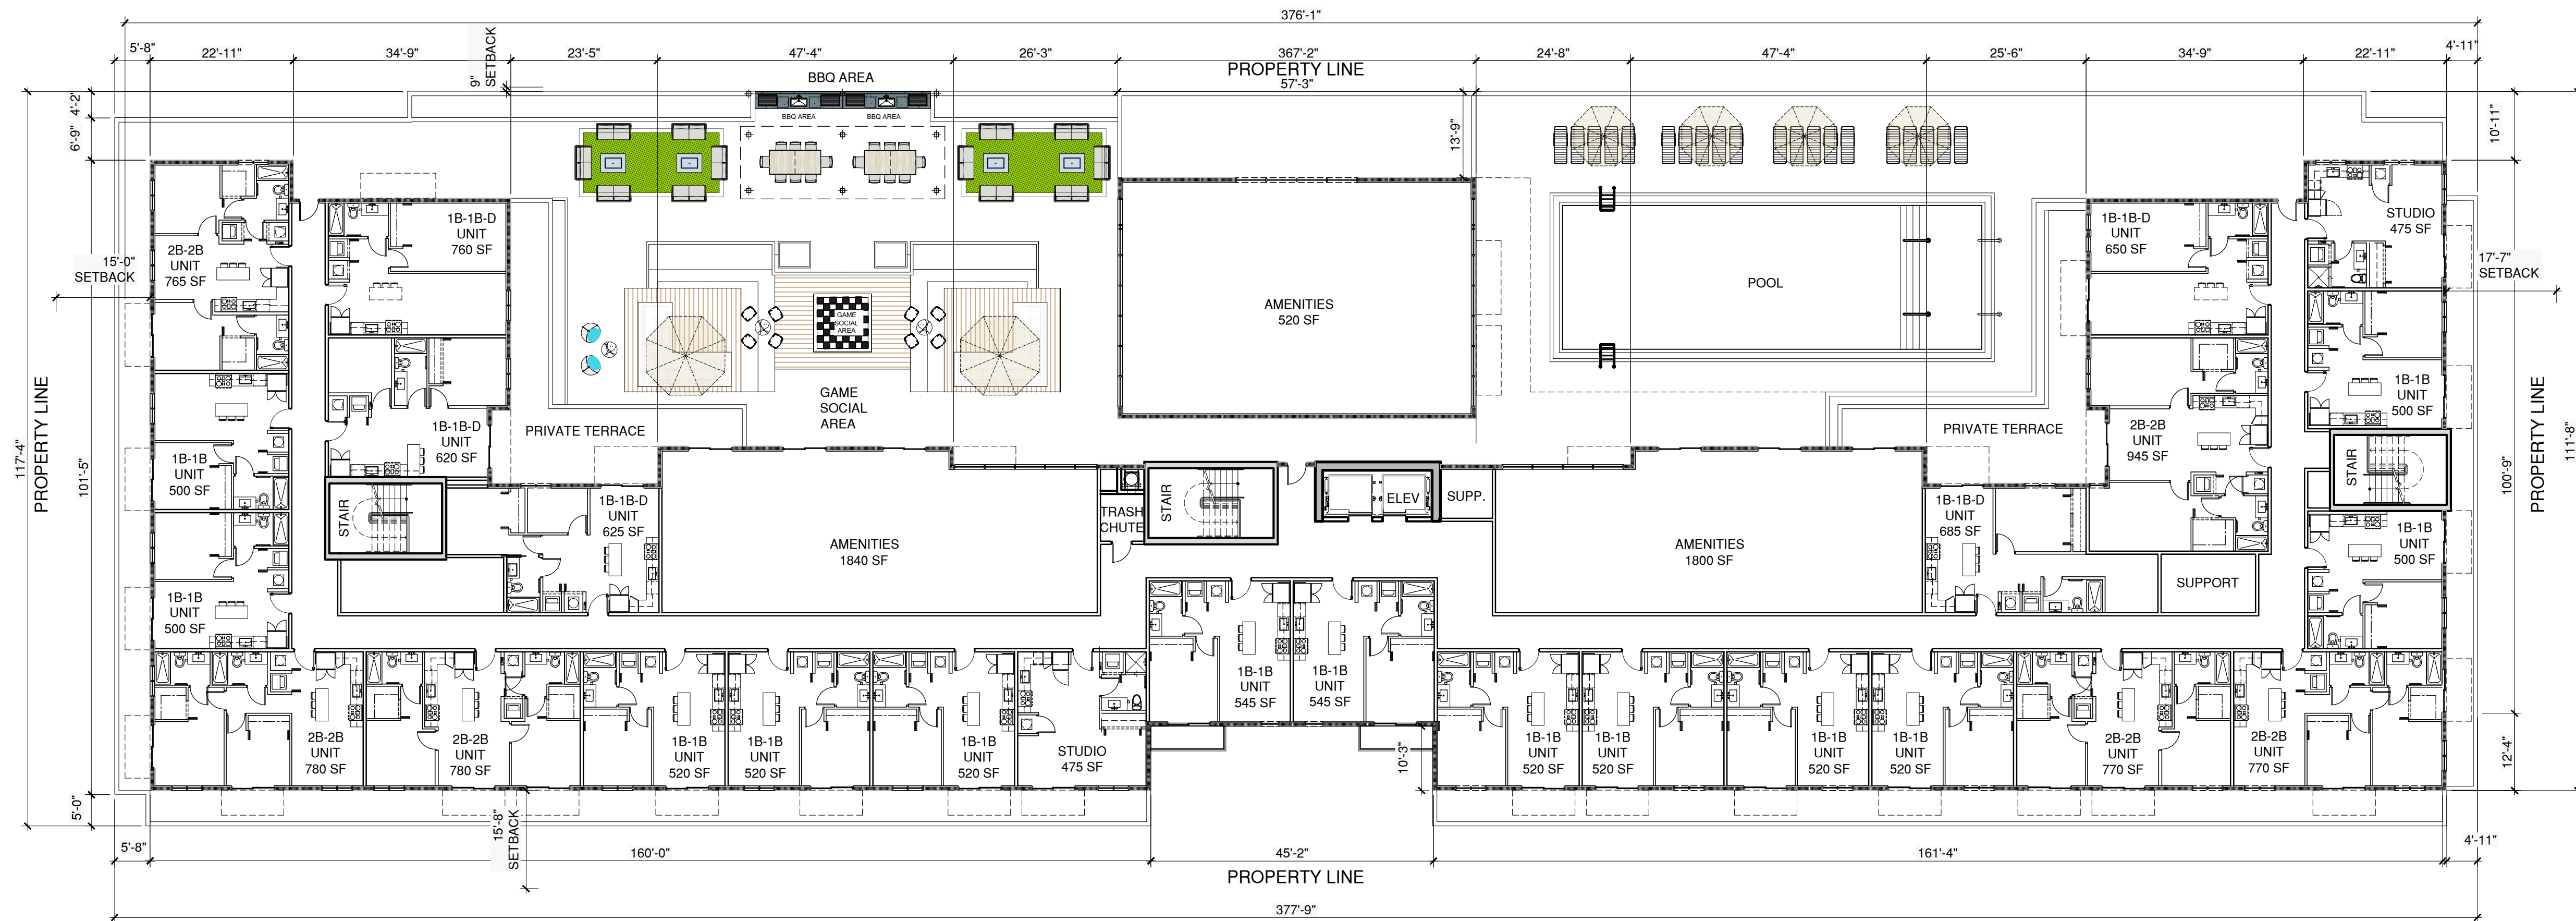 376'-1"
5'-8"
22'-11"
34'-9"
9"
SETBACK
23'-5"
47'-4"
26'-3"
367'-2"
24'-8"
47'-4"
25'-6"
34'-9"
22'-11"
4'-11"
PROPERTY LINE
57'-3"
BBQ AREA
BBQ AREA
BBQ AREA
4'-2"
6'-9"
13'-9"
10'-11"
15'-0"
SETBACK
17'-7"
SETBACK
2B-2B
UNIT
765 SF
1B-1B-D
UNIT
760 SF
GAME
SOCIAL
AREA
AMENITIES
520 SF
POOL
1B-1B-D
UNIT
650 SF
STUDIO
475 SF
117'-4"
PROPERTY LINE
101'-5"
1B-1B
UNIT
500 SF
1B-1B-D
UNIT
620 SF
PRIVATE TERRACE
GAME
SOCIAL
AREA
PRIVATE TERRACE
2B-2B
UNIT
945 SF
1B-1B
UNIT
500 SF
STAIR
100'-9"
PROPERTY LINE
111'-8"
STAIR
1B-1B-D
UNIT
625 SF
AMENITIES
1840 SF
TRASH
CHUTE
STAIR
ELEV
SUPP.
AMENITIES
1800 SF
1B-1B-D
UNIT
685 SF
SUPPORT
1B-1B
UNIT
500 SF
1B-1B
UNIT
500 SF
2B-2B
UNIT
780 SF
2B-2B
UNIT
780 SF
1B-1B
UNIT
520 SF
1B-1B
UNIT
520 SF
1B-1B
UNIT
520 SF
STUDIO
475 SF
1B-1B
UNIT
545 SF
1B-1B
UNIT
545 SF
10'-3"
1B-1B
UNIT
520 SF
1B-1B
UNIT
520 SF
1B-1B
UNIT
520 SF
1B-1B
UNIT
520 SF
2B-2B
UNIT
770 SF
2B-2B
UNIT
770 SF
12'-4"
5'-0"
15'-8"
SETBACK
5'-8"
160'-0"
45'-2"
161'-4"
4'-11"
PROPERTY LINE
377'-9"